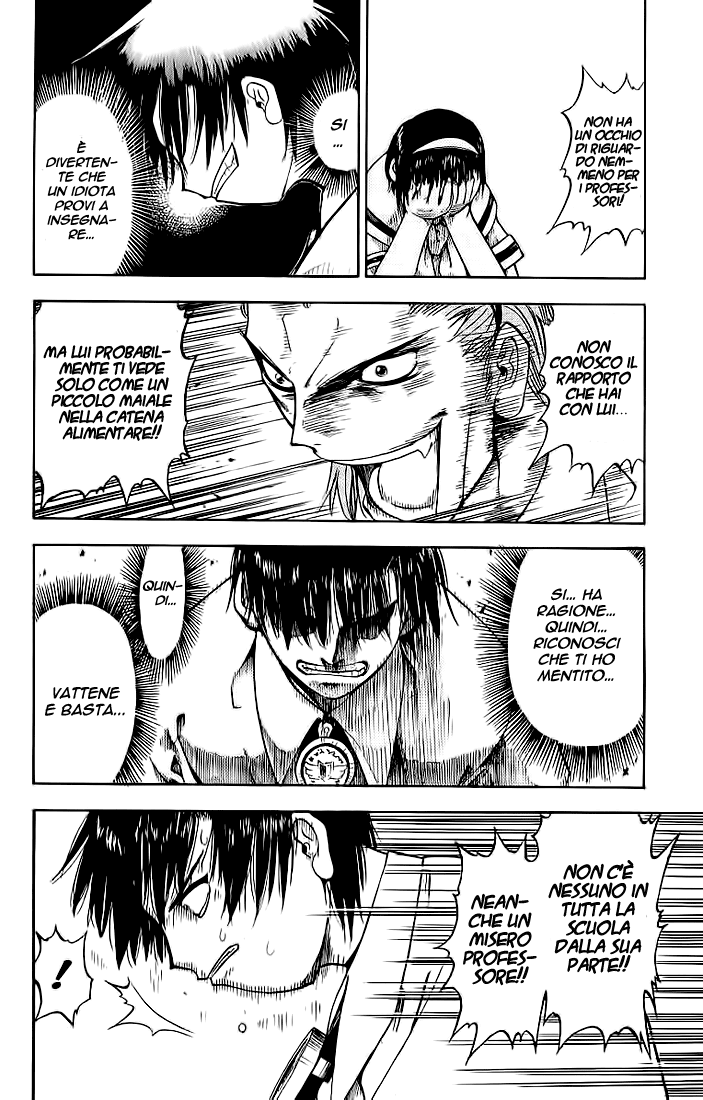 NON HA
UN OCCHIO
DI RIGUAR-
DO NEM-
MENO PER
I PROFES-
SORI!
SI
...
È
DIVERTEN-
TE CHE
UN IDIOTA
PROVI A
INSEGNA-
RE...
NON
CONOSCO IL
RAPPORTO
CHE HAI
CON LUI...
MA LUI PROBABIL-
MENTE TI VEDE
SOLO COME UN
PICCOLO MAIALE
NELLA CATENA
ALIMENTARE!!
SI... HA
RAGIONE...
QUINDI...
RICONOSCI
CHE TI HO
MENTITO...
QUIN-
DI...
VATTENE
E BASTA...
NON C'È
NESSUNO IN
TUTTA LA
SCUOLA
DALLA SUA
PARTE!!
NEAN-
CHE UN
MISERO
PROFES-
SORE!!
!